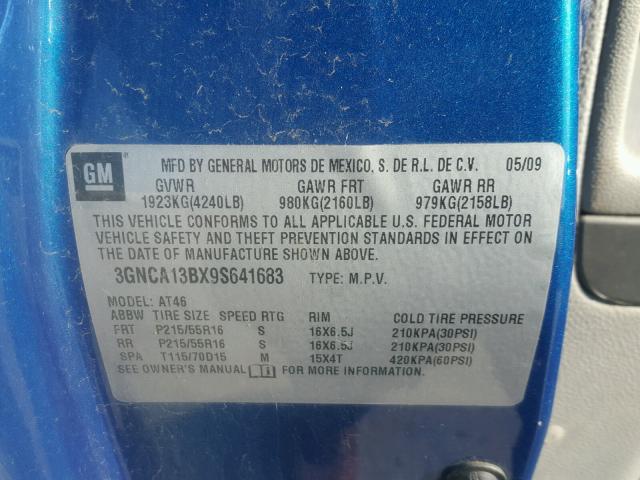 GM ® MFD BY GENERAL MOTORS DE MEXICO, S. DE R.L. DE C.V. 05/09
GVWR GAWR FRT GAWR RR
1923KG(4240LB) 980KG(2160LB) 979KG(2158LB)
THIS VEHICLE CONFORMS TO ALL APPLICABLE U.S. FEDERAL MOTOR
VEHICLE SAFETY AND THEFT PREVENTION STANDARDS IN EFFECT ON
THE DATE OF MANUFACTURE SHOWN ABOVE.
3GNCA13BX9S641683 TYPE: M.P.V.
MODEL: AT46
ABBW TIRE SIZE SPEED RTG RIM COLD TIRE PRESSURE
FRT P215/55R16 S 16X6.5J 210KPA(30PSI)
RR P215/55R16 S 16X6.5J 210KPA(30PSI)
SPA T115/70D15 M 15X4T 420KPA(60PSI)
SEE OWNER'S MANUAL FOR MORE INFORMATION